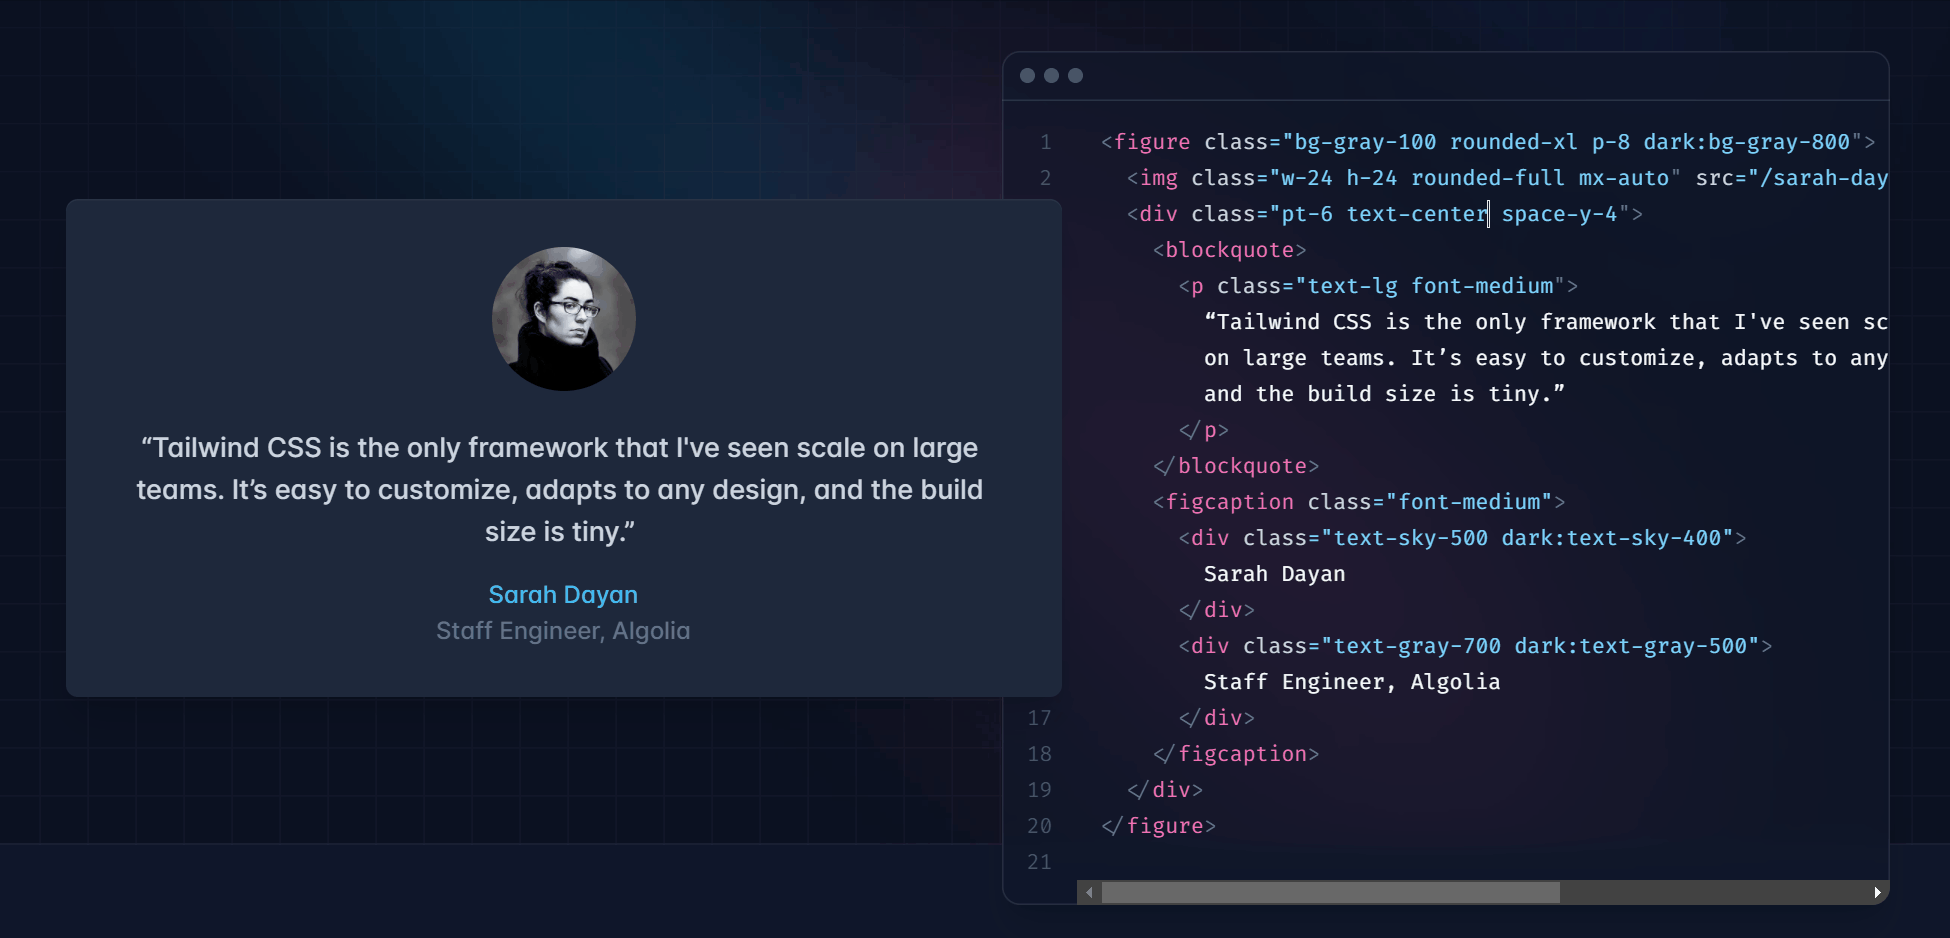 “Tailwind CSS is the only framework that I've seen scale on large
teams. It’s easy to customize, adapts to any design, and the build
size is tiny.”
Sarah Dayan
Staff Engineer, Algolia
1 <figure class="bg-gray-100 rounded-xl p-8 dark:bg-gray-800">
2 <img class="w-24 h-24 rounded-full mx-auto" src="/sarah-day
<div class="pt-6 text-center space-y-4">
<blockquote>
<p class="text-lg font-medium">
“Tailwind CSS is the only framework that I've seen sc
on large teams. It’s easy to customize, adapts to any
and the build size is tiny.”
</p>
</blockquote>
<figcaption class="font-medium">
<div class="text-sky-500 dark:text-sky-400">
Sarah Dayan
</div>
<div class="text-gray-700 dark:text-gray-500">
Staff Engineer, Algolia
17 </div>
18 </figcaption>
19 </div>
20 </figure>
21